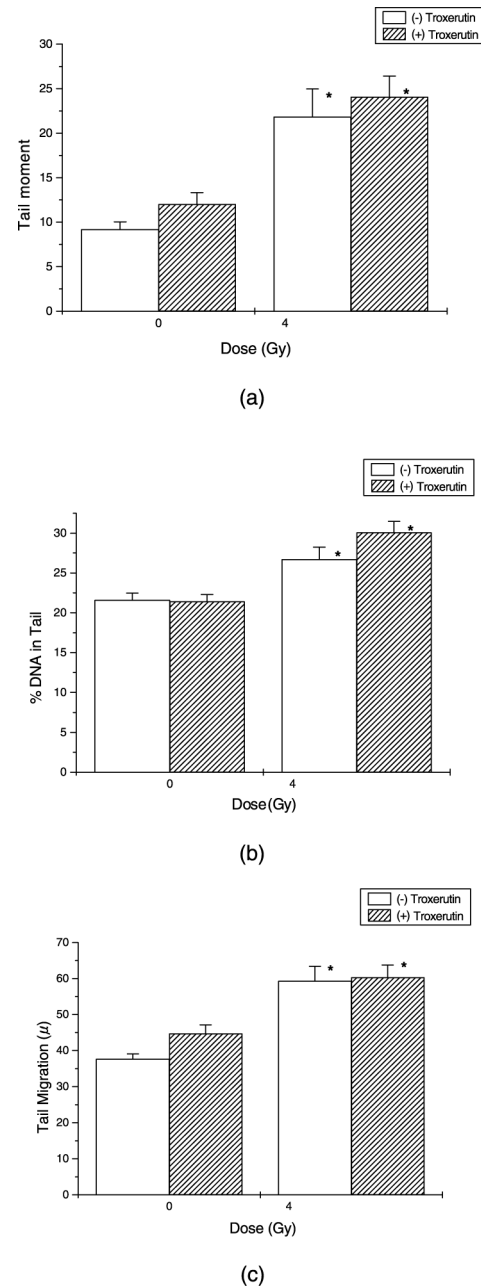 (-) Troxerutin
(+) Troxerutin
30
25
20
15
10
5
0
Tail moment
*
*
0
4
Dose (Gy)
(a)
(-) Troxerutin
(+) Troxerutin
30
25
20
15
10
5
0
% DNA in Tail
*
*
0
4
Dose(Gy)
(b)
(-) Troxerutin
(+) Troxerutin
70
60
50
40
30
20
10
0
Tail Migration (μ)
*
*
0
4
Dose (Gy)
(c)